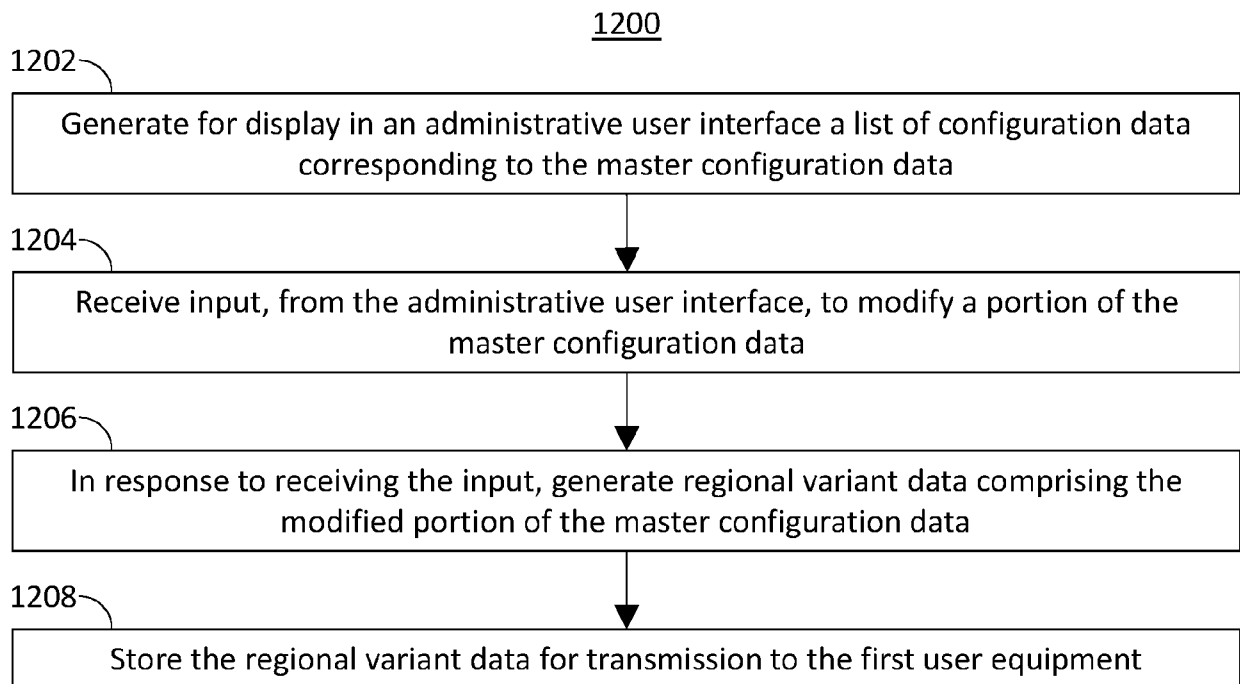 1200
1202
Generate for display in an administrative user interface a list of configuration data
corresponding to the master configuration data
1204
Receive input, from the administrative user interface, to modify a portion of the
master configuration data
1206
In response to receiving the input, generate regional variant data comprising the
modified portion of the master configuration data
1208
Store the regional variant data for transmission to the first user equipment